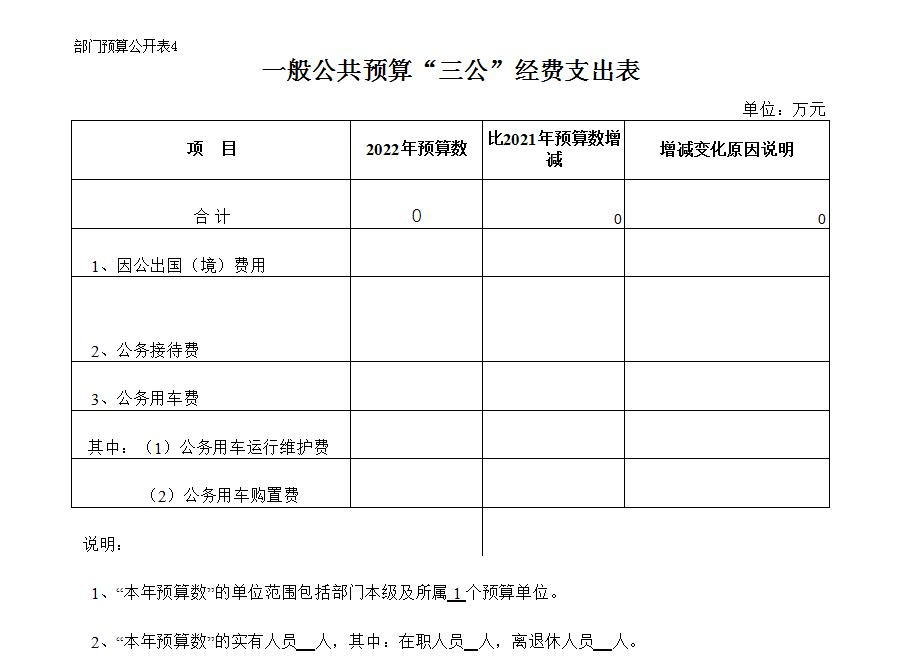 部门预算公开表4
一般公共预算“三公”经费支出表
单位：万元
项 目 2022年预算数 比2021年预算数增减 增减变化原因说明
合 计 0 0 0
1、因公出国（境）费用
2、公务接待费
3、公务用车费
其中：（1）公务用车运行维护费
（2）公务用车购置费
说明：
1、“本年预算数”的单位范围包括部门本级及所属 1 个预算单位。
2、“本年预算数”的实有人员__人，其中：在职人员__人，离退休人员__人。